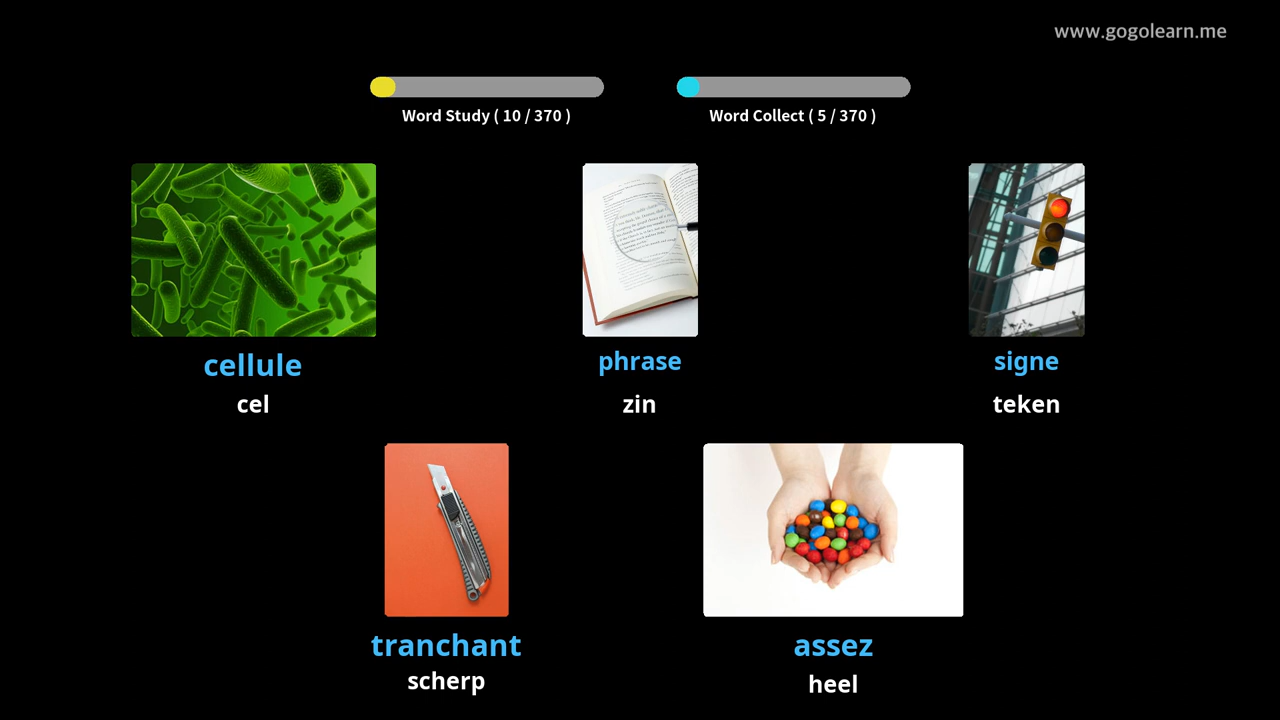 www.gogolearn.me
Word Study ( 10 / 370 )
Word Collect ( 5 / 370 )
cellule
cel
phrase
zin
signe
teken
tranchant
scherp
assez
heel